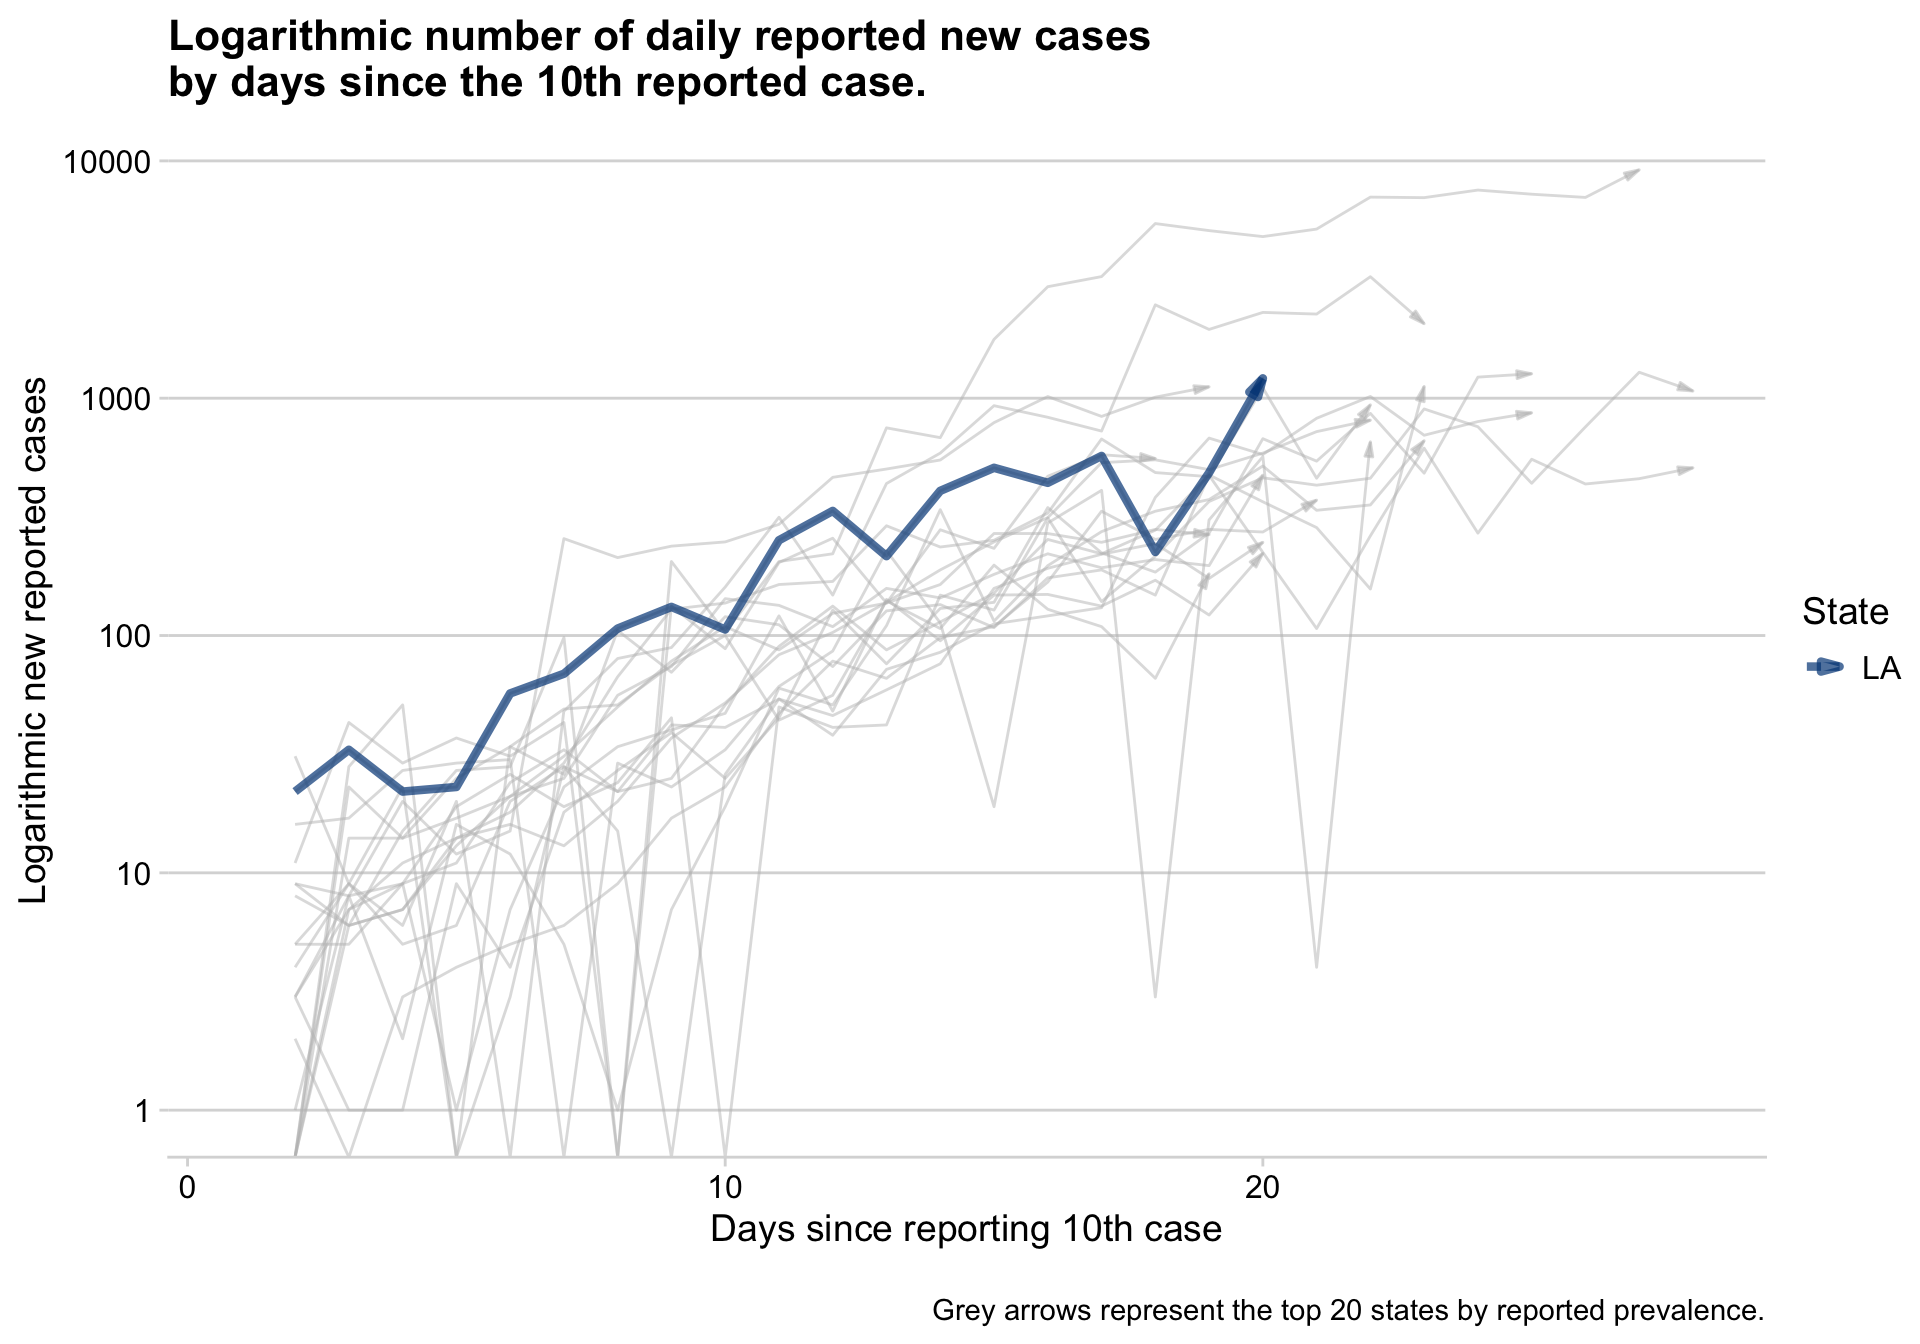 Logarithmic number of daily reported new cases
by days since the 10th reported case.
10000
1000
100
10
1
Logarithmic new reported cases
0 10 20
Days since reporting 10th case
State
LA
Grey arrows represent the top 20 states by reported prevalence.